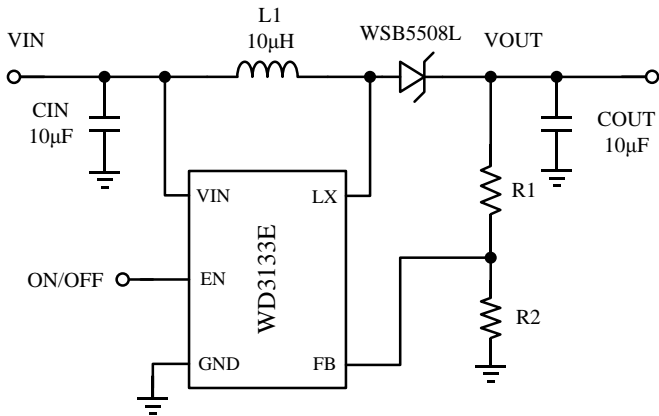 L1
10μH
VIN
WSB5508L
VOUT
CIN
10μF
COUT
10μF
VIN
LX
R1
WD3133E
ON/OFF
EN
R2
GND
FB